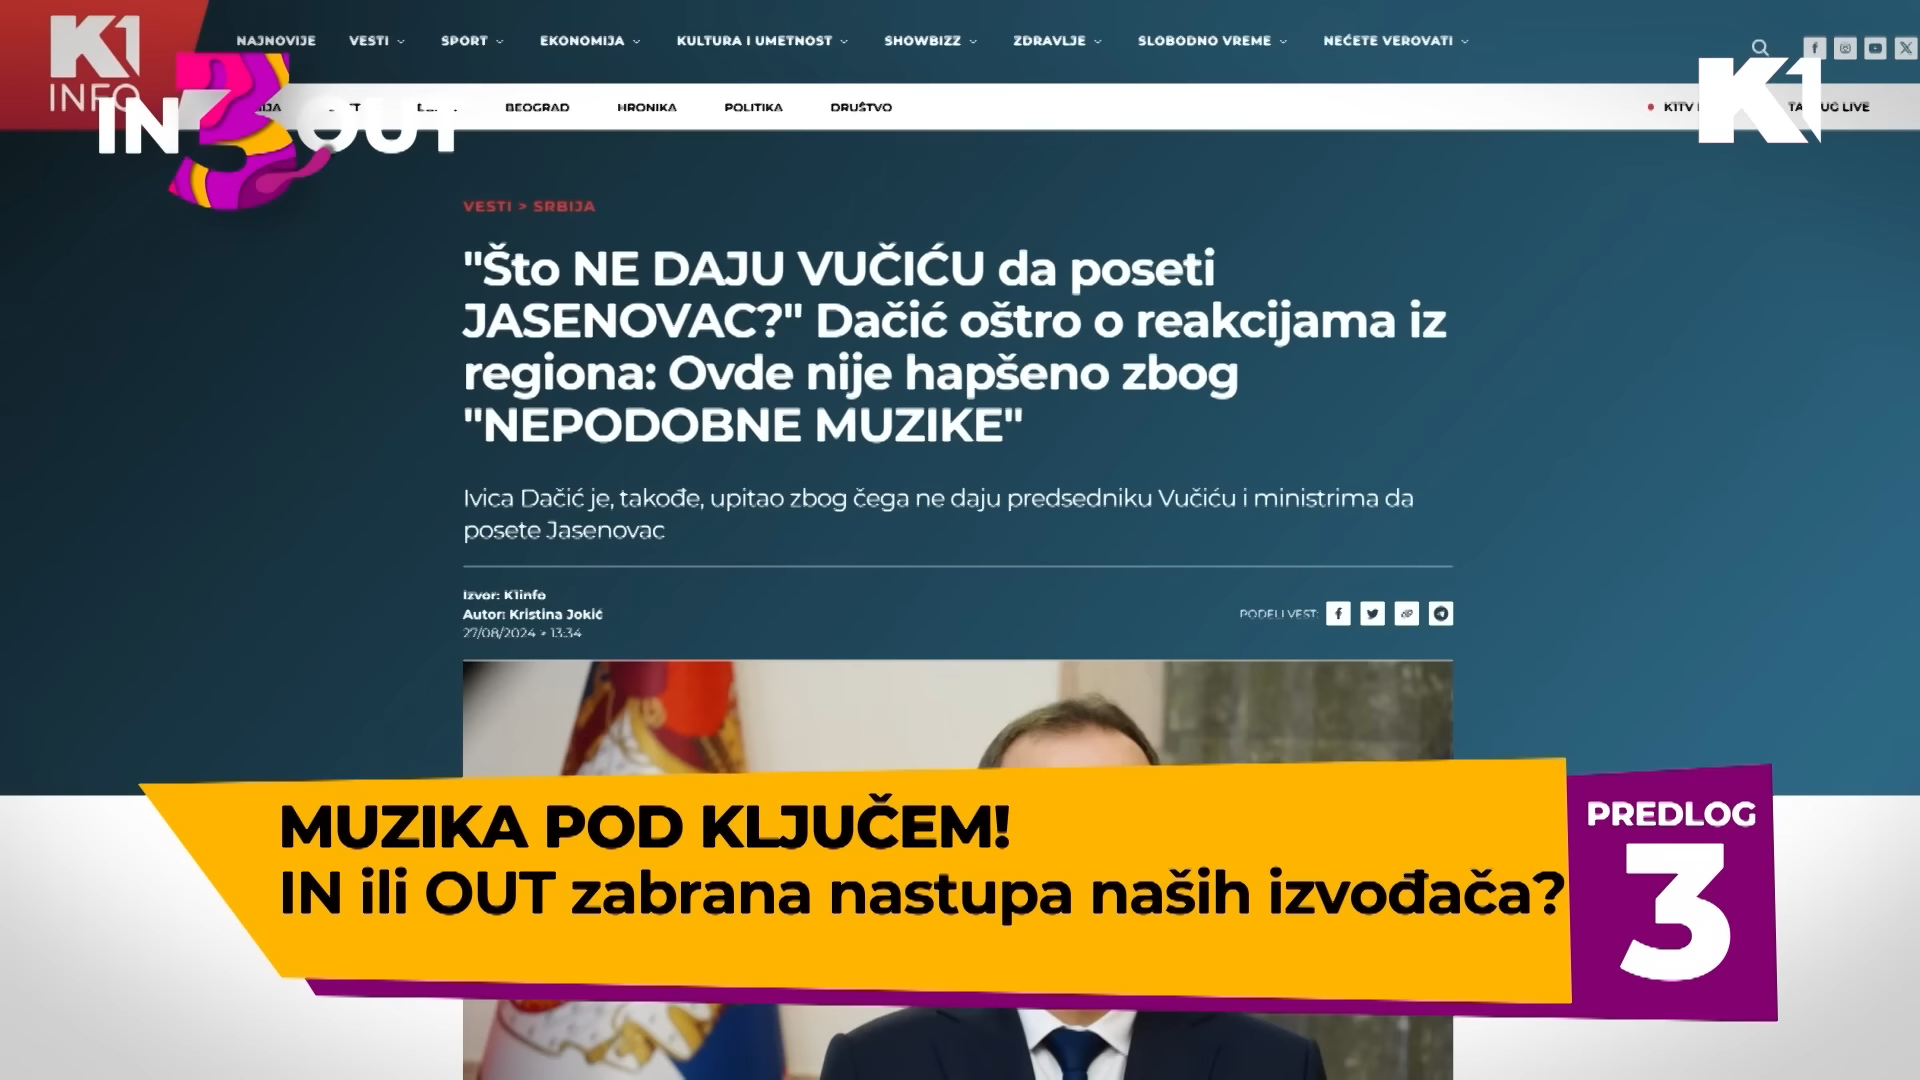 K1
INFO
NAJNOVIJE VESTI SPORT EKONOMIJA KULTURA I UMETNOST SHOWBIZZ ZDRAVLJE SLOBODNO VREME NEĆETE VEROVATI
IN 3 OUT
BEOGRAD HRONIKA POLITIKA DRUŠTVO
K1TV LIVE
K1
VESTI > SRBIJA
"Što NE DAJU VUČIĆU da poseti
JASENOVAC?" Dačić oštro o reakcijama iz
regiona: Ovde nije hapšeno zbog
"NEPODOBNE MUZIKE"
Ivica Dačić je, takođe, upitao zbog čega ne daju predsedniku Vučiću i ministrima da
posete Jasenovac
Izvor: K1info
Autor: Kristina Jokić
27/08/2024 > 13:34
PODELI VEST:
MUZIKA POD KLJUČEM!
IN ili OUT zabrana nastupa naših izvođača?
PREDLOG
3